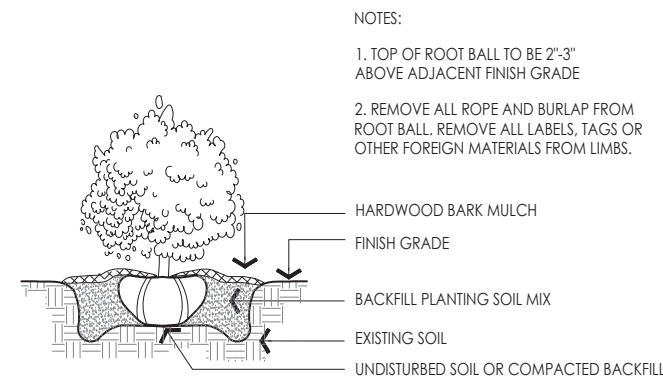 NOTES:
1. TOP OF ROOT BALL TO BE 2"-3"
ABOVE ADJACENT FINISH GRADE
2. REMOVE ALL ROPE AND BURLAP FROM
ROOT BALL. REMOVE ALL LABELS, TAGS OR
OTHER FOREIGN MATERIALS FROM LIMBS.
HARDWOOD BARK MULCH
FINISH GRADE
BACKFILL PLANTING SOIL MIX
EXISTING SOIL
UNDISTURBED SOIL OR COMPACTED BACKFILL